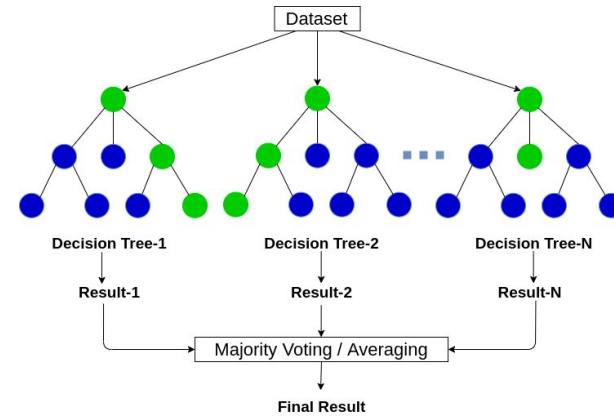 Dataset
Decision Tree-1
Decision Tree-2
Decision Tree-N
Result-1
Result-2
Result-N
Majority Voting / Averaging
Final Result